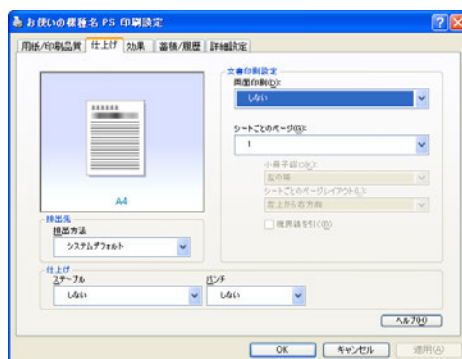 お使いの機種名 PS 印刷設定
用紙/印刷品質 仕上げ 効果 蓄積/履歴 詳細設定
文書印刷設定
両面印刷(D):
しない
シートごとのページ(G):
1
小冊子綴じ(K):
左の端
シートごとのページレイアウト(L):
左上から右方向
境界線を引く(B)
A4
排出先
排出方法
システムデフォルト
仕上げ
ステープル
しない
パンチ
しない
ヘルプ(H)
OK キャンセル 適用(A)